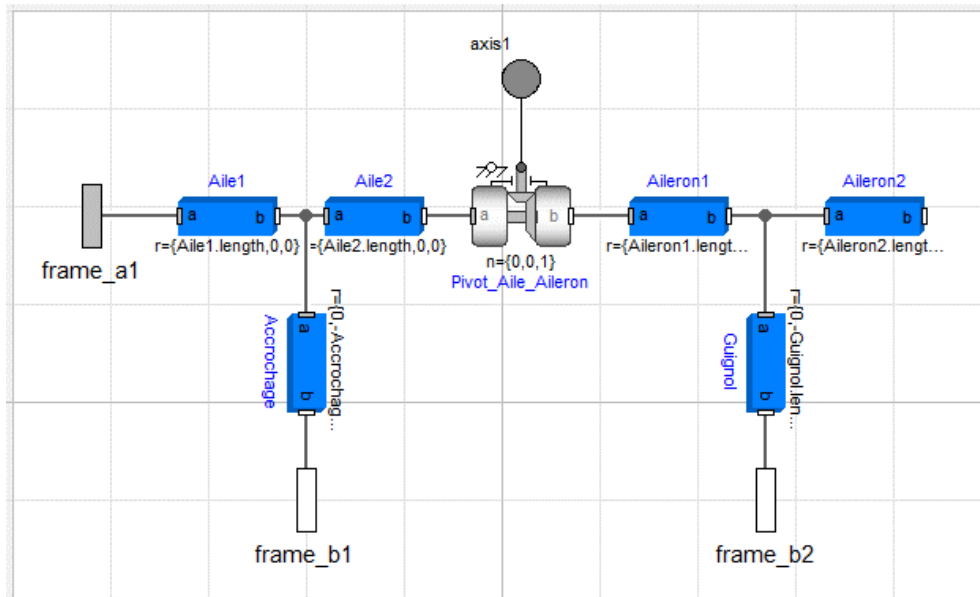 axis1
Aile1
Aile2
Aileron1
Aileron2
a
b
a
b
a
b
a
b
a
b
r={Aile1.length,0,0}
={Aile2.length,0,0}
r={Aileron1.lengt...
r={Aileron2.lengt...
frame_a1
n={0,0,1}
Pivot_Aile_Aileron
Accrochage
a
b
r={0,-Accrochag...
Guignol
a
b
r={0,-Guignol.len...
frame_b1
frame_b2